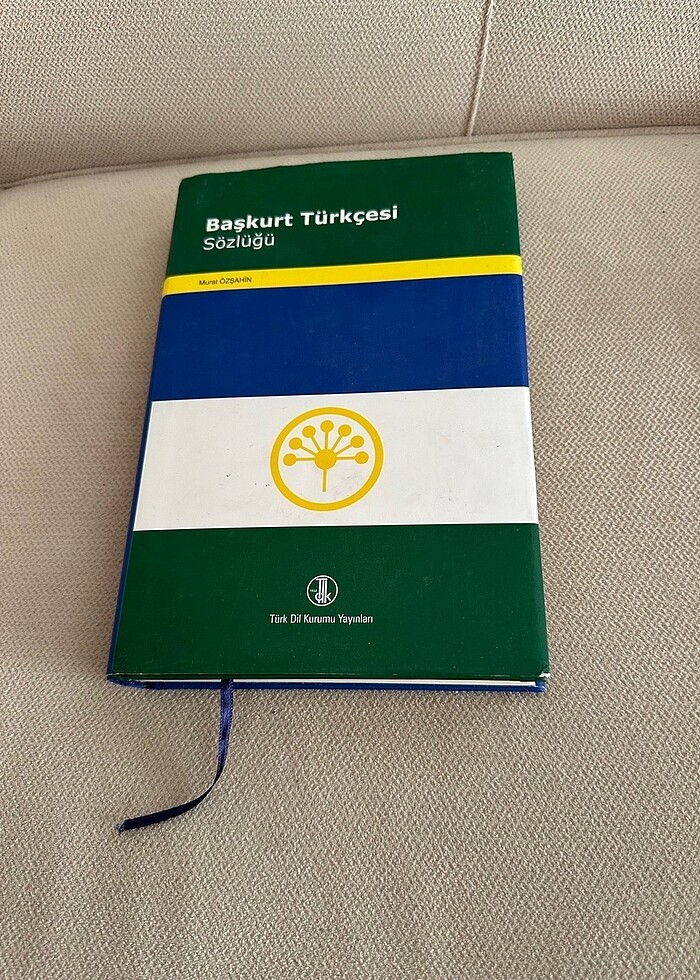 Başkurt Türkçesi
Sözlüğü
Murat ÖZŞAHİN
Türk Dil Kurumu Yayınları